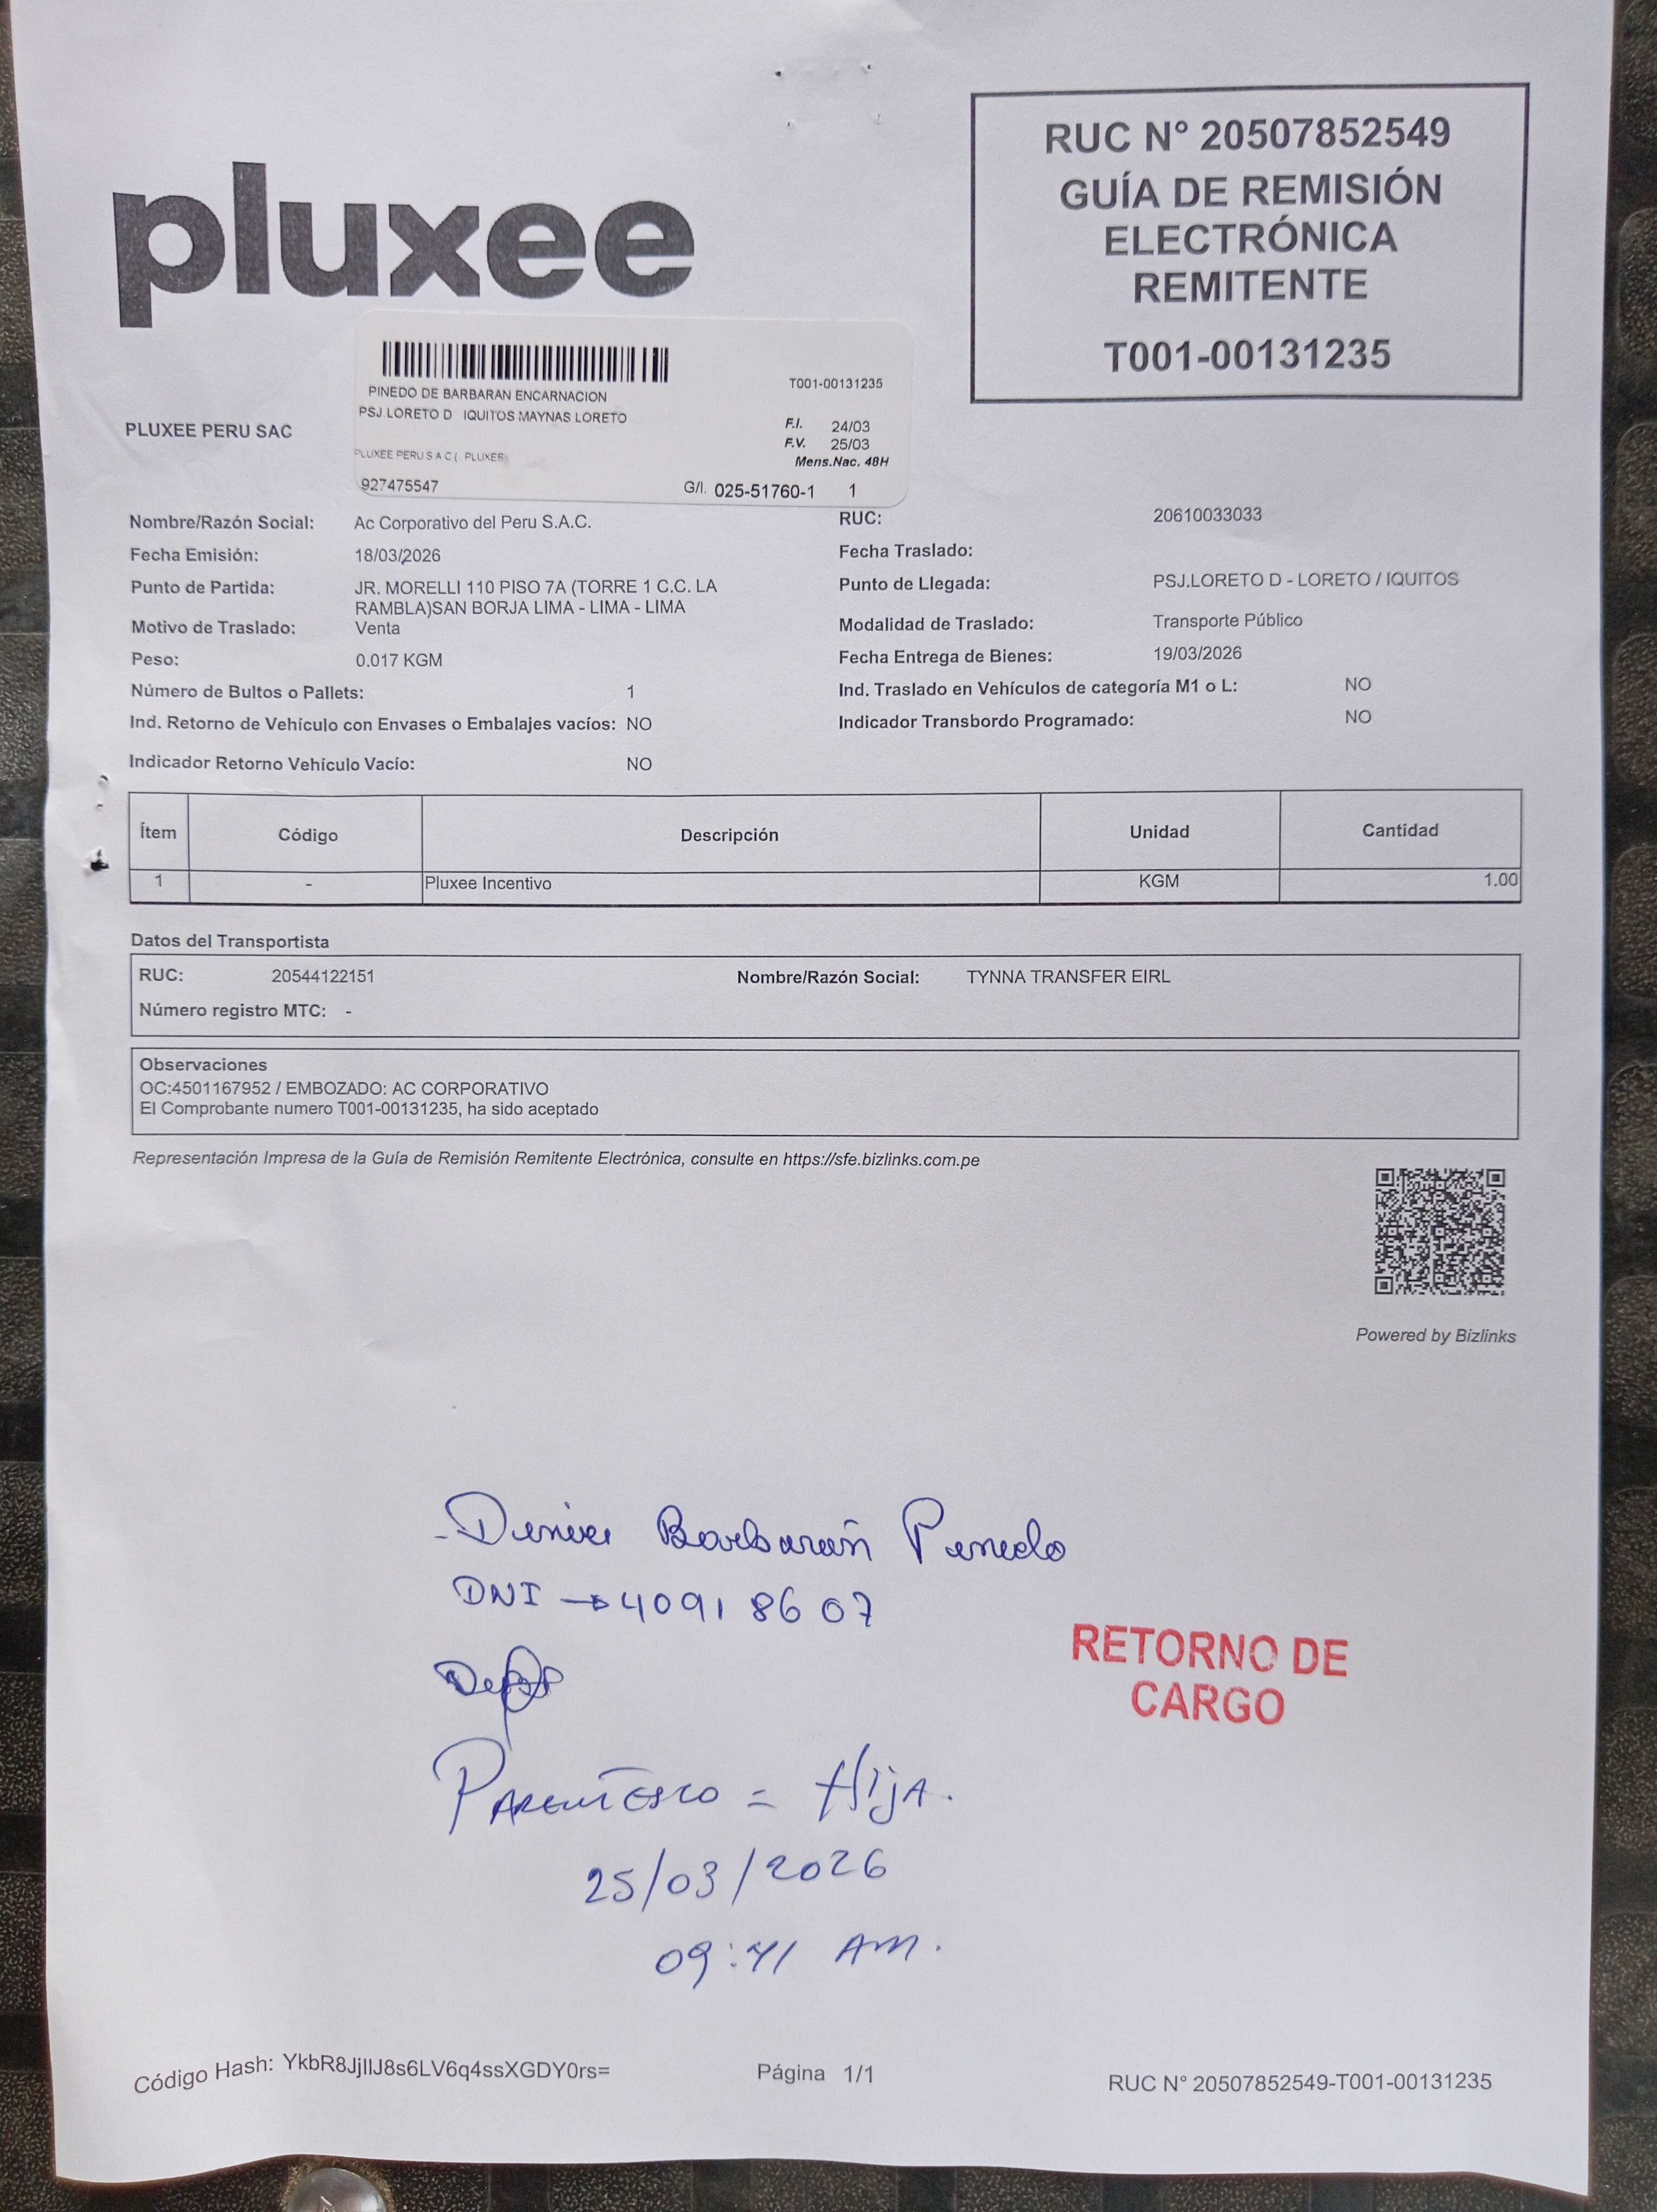 pluxee
RUC N° 20507852549
GUÍA DE REMISIÓN
ELECTRÓNICA
REMITENTE
T001-00131235
PINEDO DE BARBARAN ENCARNACION
T001-00131235
PSJ LORETO D IQUITOS MAYNAS LORETO
F.I. 24/03
F.V. 25/03
PLUXEE PERU S A C ( PLUXEE)
Mens.Nac. 48H
927475547
G/I. 025-51760-1 1
PLUXEE PERU SAC
Nombre/Razón Social: Ac Corporativo del Peru S.A.C.
RUC: 20610033033
Fecha Emisión: 18/03/2026
Fecha Traslado:
Punto de Partida: JR. MORELLI 110 PISO 7A (TORRE 1 C.C. LA
RAMBLA)SAN BORJA LIMA - LIMA - LIMA
Punto de Llegada: PSJ.LORETO D - LORETO / IQUITOS
Motivo de Traslado: Venta
Modalidad de Traslado: Transporte Público
Peso: 0.017 KGM
Fecha Entrega de Bienes: 19/03/2026
Número de Bultos o Pallets: 1
Ind. Traslado en Vehículos de categoría M1 o L: NO
Ind. Retorno de Vehículo con Envases o Embalajes vacíos: NO
Indicador Transbordo Programado: NO
Indicador Retorno Vehículo Vacío: NO
Ítem Código Descripción Unidad Cantidad
1 - Pluxee Incentivo KGM 1.00
Datos del Transportista
RUC: 20544122151 Nombre/Razón Social: TYNNA TRANSFER EIRL
Número registro MTC: -
Observaciones
OC:4501167952 / EMBOZADO: AC CORPORATIVO
El Comprobante numero T001-00131235, ha sido aceptado
Representación Impresa de la Guía de Remisión Remitente Electrónica, consulte en https://sfe.bizlinks.com.pe
Powered by Bizlinks
Barbarán Pinedo
DNI → 40918607
RETORNO DE
CARGO
PARENTESCO = HijA.
25/03/2026
09:41 AM.
Código Hash: YkbR8JjlIJ8s6LV6q4ssXGDY0rs=
Página 1/1
RUC N° 20507852549-T001-00131235